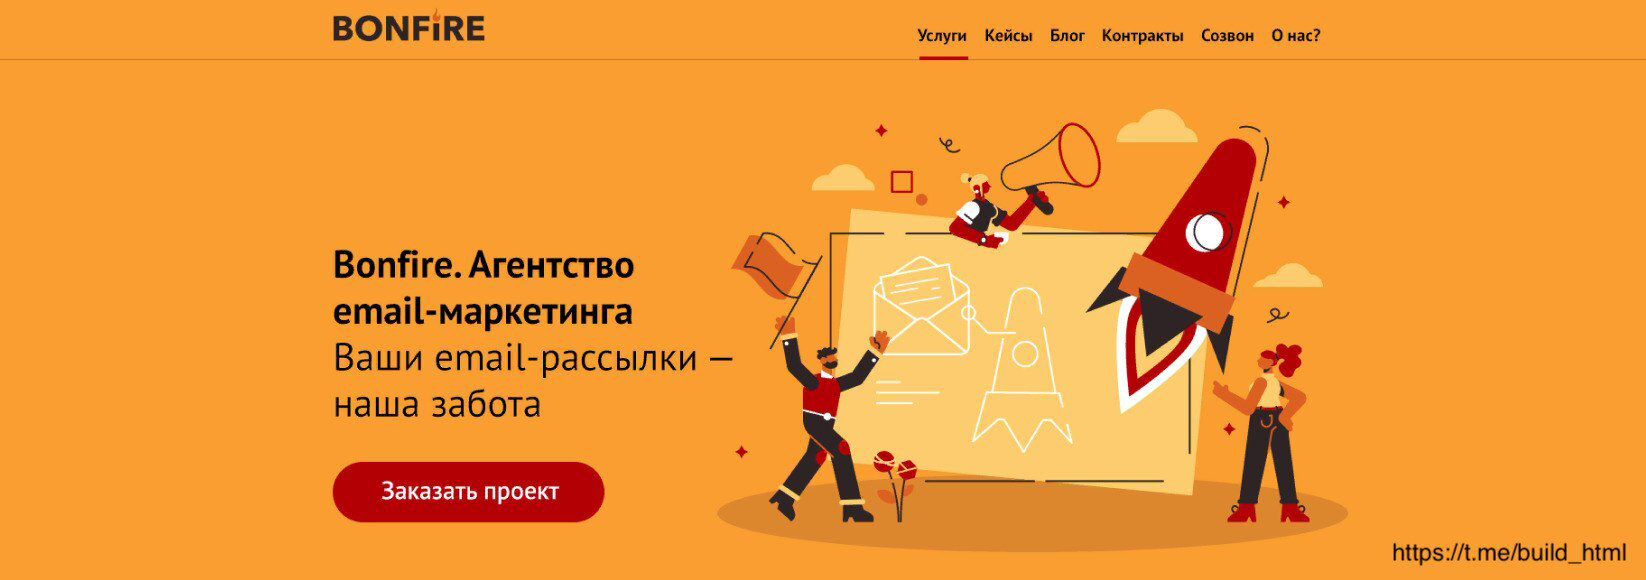 BONFIRE
Услуги Кейсы Блог Контракты Созвон О нас?
Bonfire. Агентство
email-маркетинга
Ваши email-рассылки —
наша забота
Заказать проект
https://t.me/build_html